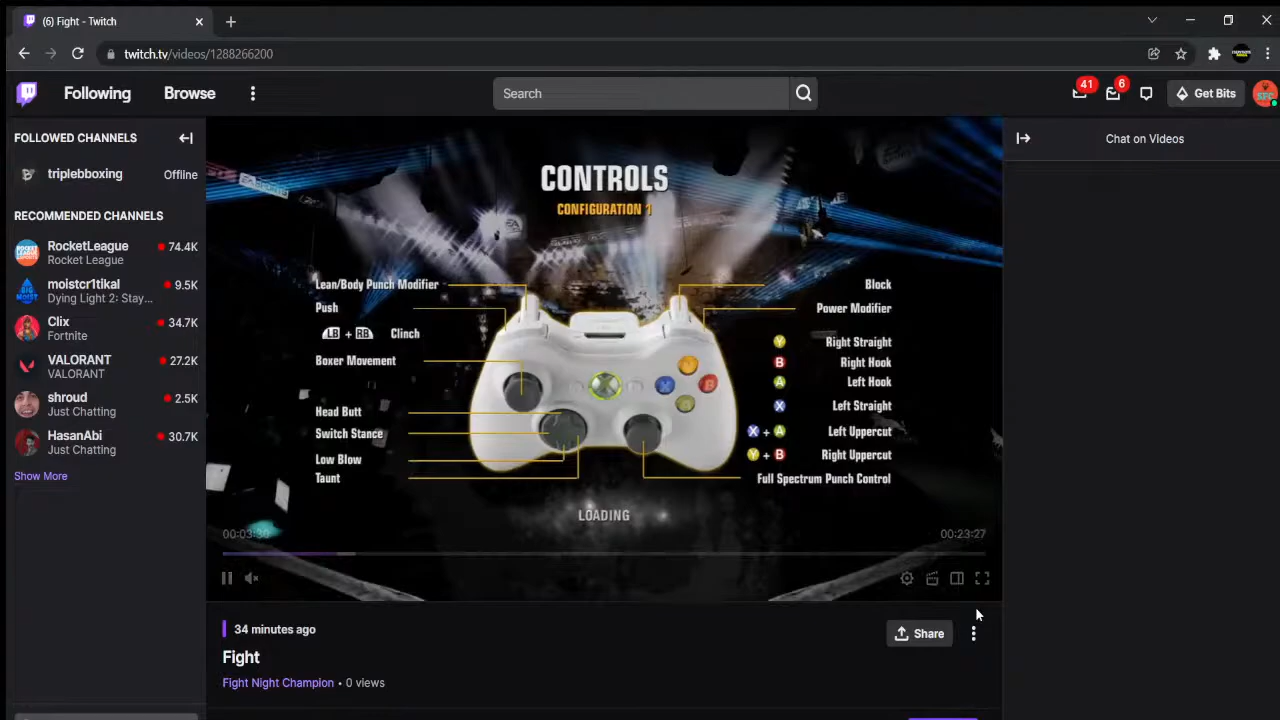 (6) Fight - Twitch
twitch.tv/videos/1288266200
Following
Browse
Search
41
6
Get Bits
FOLLOWED CHANNELS
triplebboxing
Offline
RECOMMENDED CHANNELS
RocketLeague
74.4K
Rocket League
moistcr1tikal
9.5K
Dying Light 2: Stay...
Clix
34.7K
Fortnite
VALORANT
27.2K
VALORANT
shroud
2.5K
Just Chatting
HasanAbi
30.7K
Just Chatting
Show More
CONTROLS
CONFIGURATION 1
Lean/Body Punch Modifier
Push
LB + RB Clinch
Boxer Movement
Head Butt
Switch Stance
Low Blow
Taunt
Block
Power Modifier
Y Right Straight
B Right Hook
A Left Hook
X Left Straight
X + A Left Uppercut
Y + B Right Uppercut
Full Spectrum Punch Control
LOADING
00:03:30
00:23:27
34 minutes ago
Share
Fight
Fight Night Champion • 0 views
Chat on Videos